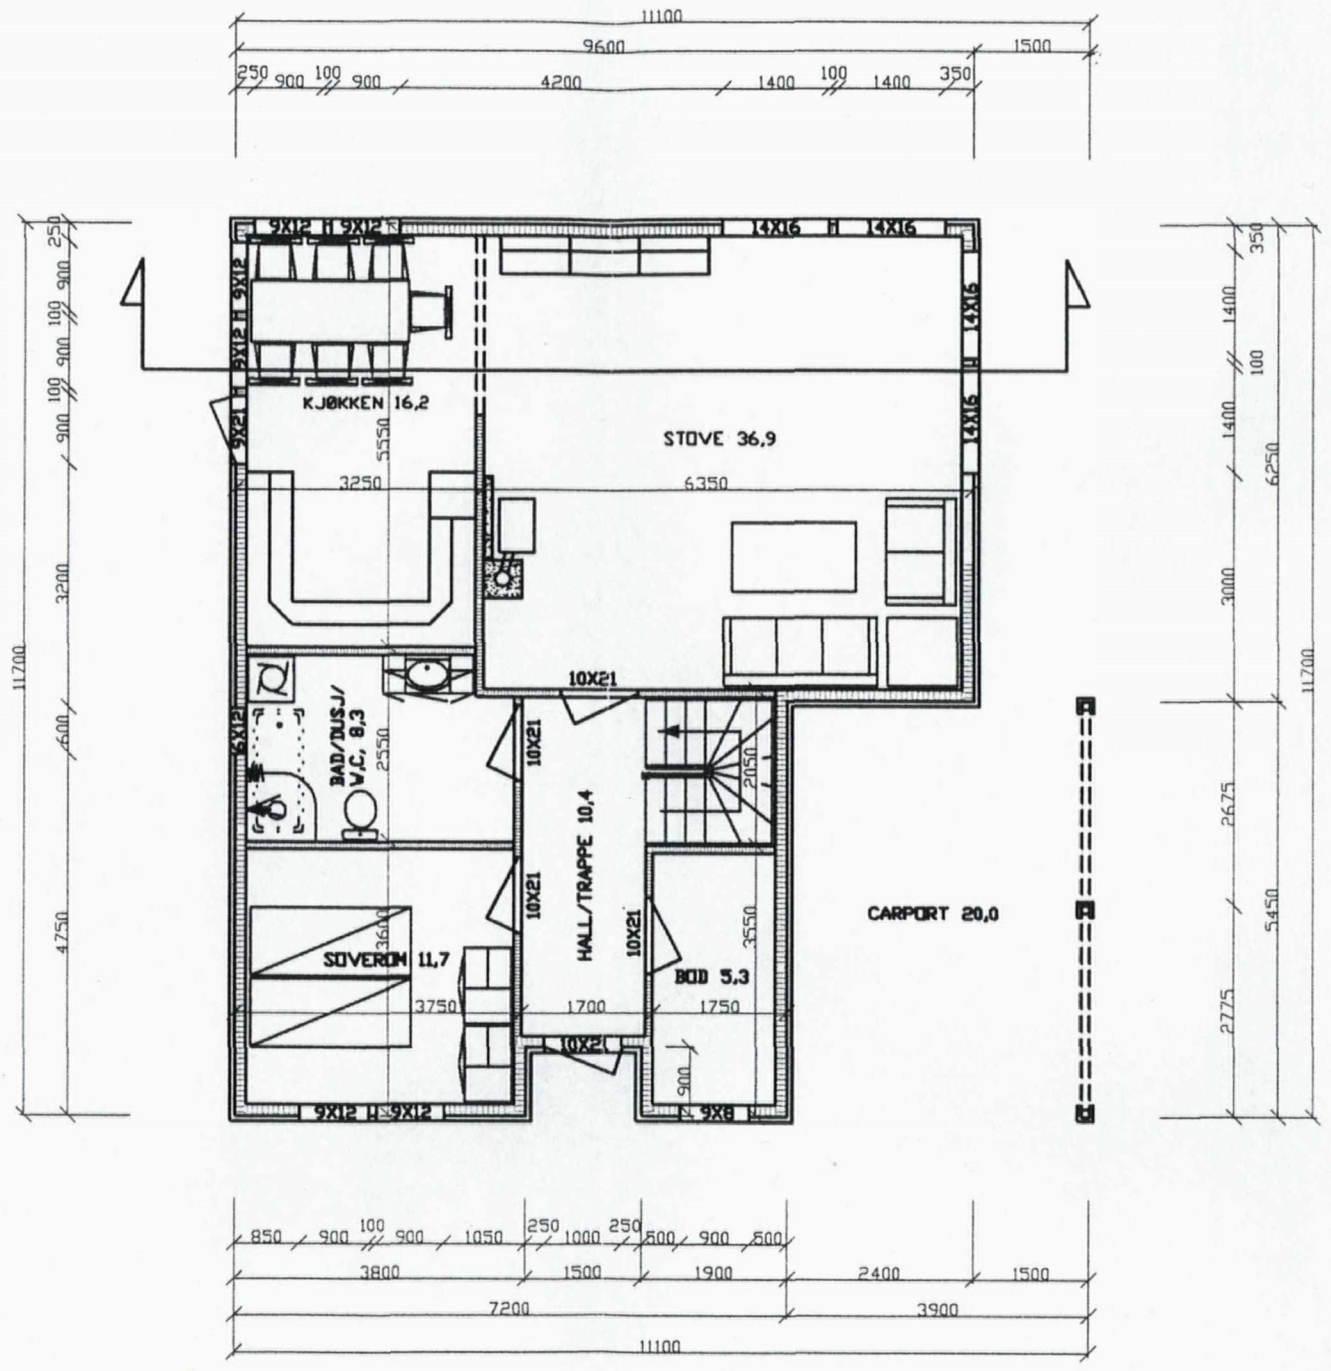 11100
9600 1500
250 900 100 900 4200 1400 100 1400 350
9X12 H 9X12 14X16 H 14X16
250
900
100
900
100
900
3200
600
4750
11700
9X12 H 9X12
9X21
6X12
14X16 H 14X16
350
1400
100
1400
3000
6250
2675
2775
5450
11700
KJØKKEN 16,2
5550
3250
STOVE 36,9
6350
10X21
BAD/DUSJ/
W.C. 8,3
2550
10X21
2050
HALL/TRAPPE 10,4
10X21
10X21
3550
CARPORT 20,0
SOVEROM 11,7
3600
BOD 5,3
3750 1700 1750
10X21
900
9X12 H 9X12 9X8
850 900 100 900 1050 250 1000 250 500 900 500
3800 1500 1900 2400 1500
7200 3900
11100